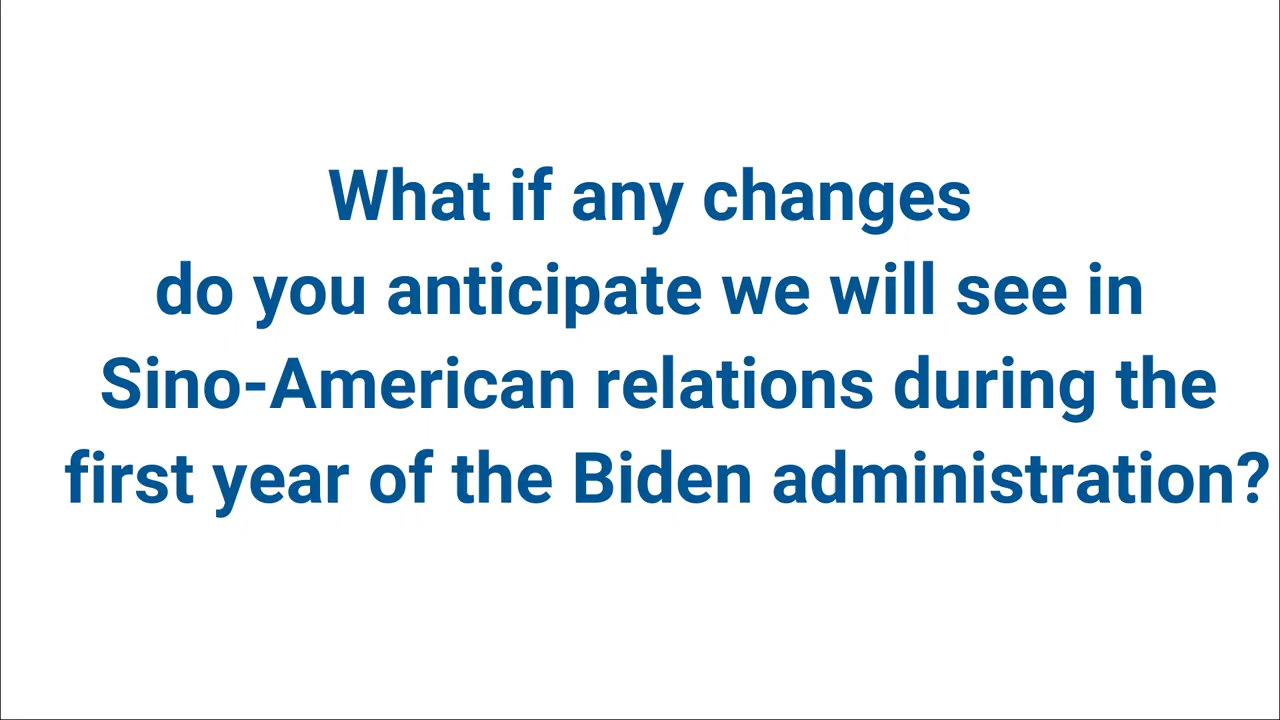 What if any changes
do you anticipate we will see in
Sino-American relations during the
first year of the Biden administration?